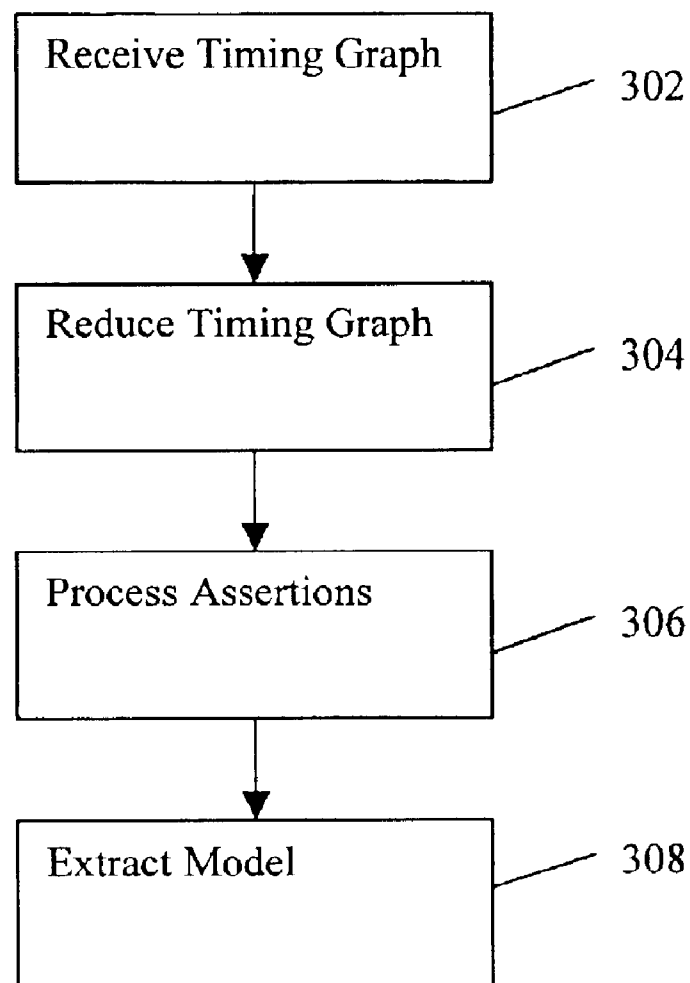 Receive Timing Graph
302
Reduce Timing Graph
304
Process Assertions
306
Extract Model
308